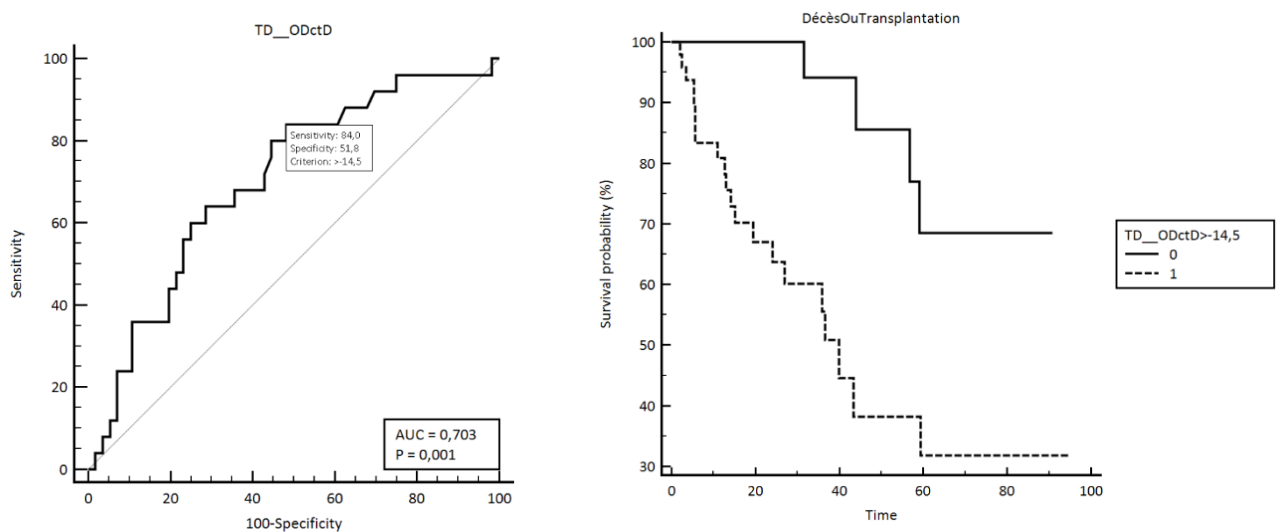 TD__ODctD
100
80
60
40
20
0
Sensitivity
Sensitivity: 84,0
Specificity: 51,8
Criterion: >-14,5
AUC = 0,703
P = 0,001
0 20 40 60 80 100
100-Specificity
DécèsOuTransplantation
100
90
80
70
60
50
40
30
Survival probability (%)
0 20 40 60 80 100
Time
TD__ODctD>-14,5
0
1